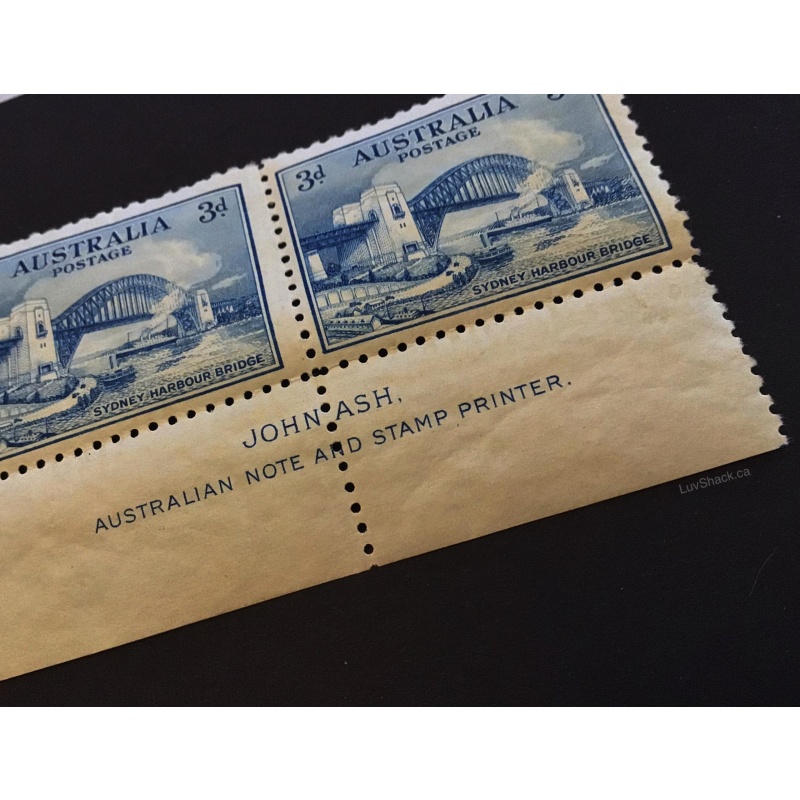 AUSTRALIA
POSTAGE
3d
SYDNEY HARBOUR BRIDGE
3d
AUSTRALIA
POSTAGE
SYDNEY HARBOUR BRIDGE
JOHN ASH,
AUSTRALIAN NOTE AND STAMP PRINTER.
LuvShack.ca